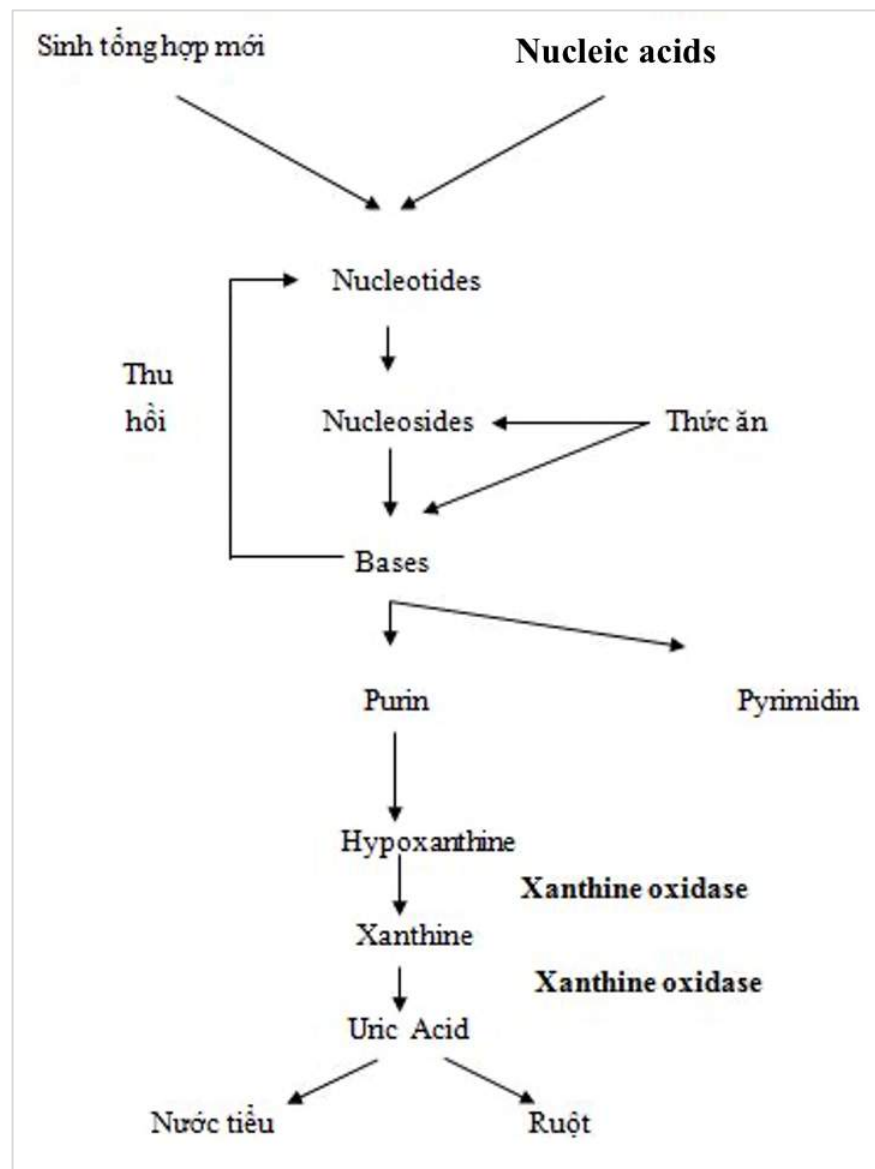 Sinh tổng hợp mới
Nucleic acids
Nucleotides
Thu
hồi
Nucleosides
Thức ăn
Bases
Purin
Pyrimidin
Hypoxanthine
Xanthine oxidase
Xanthine
Xanthine oxidase
Uric Acid
Nước tiểu
Ruột